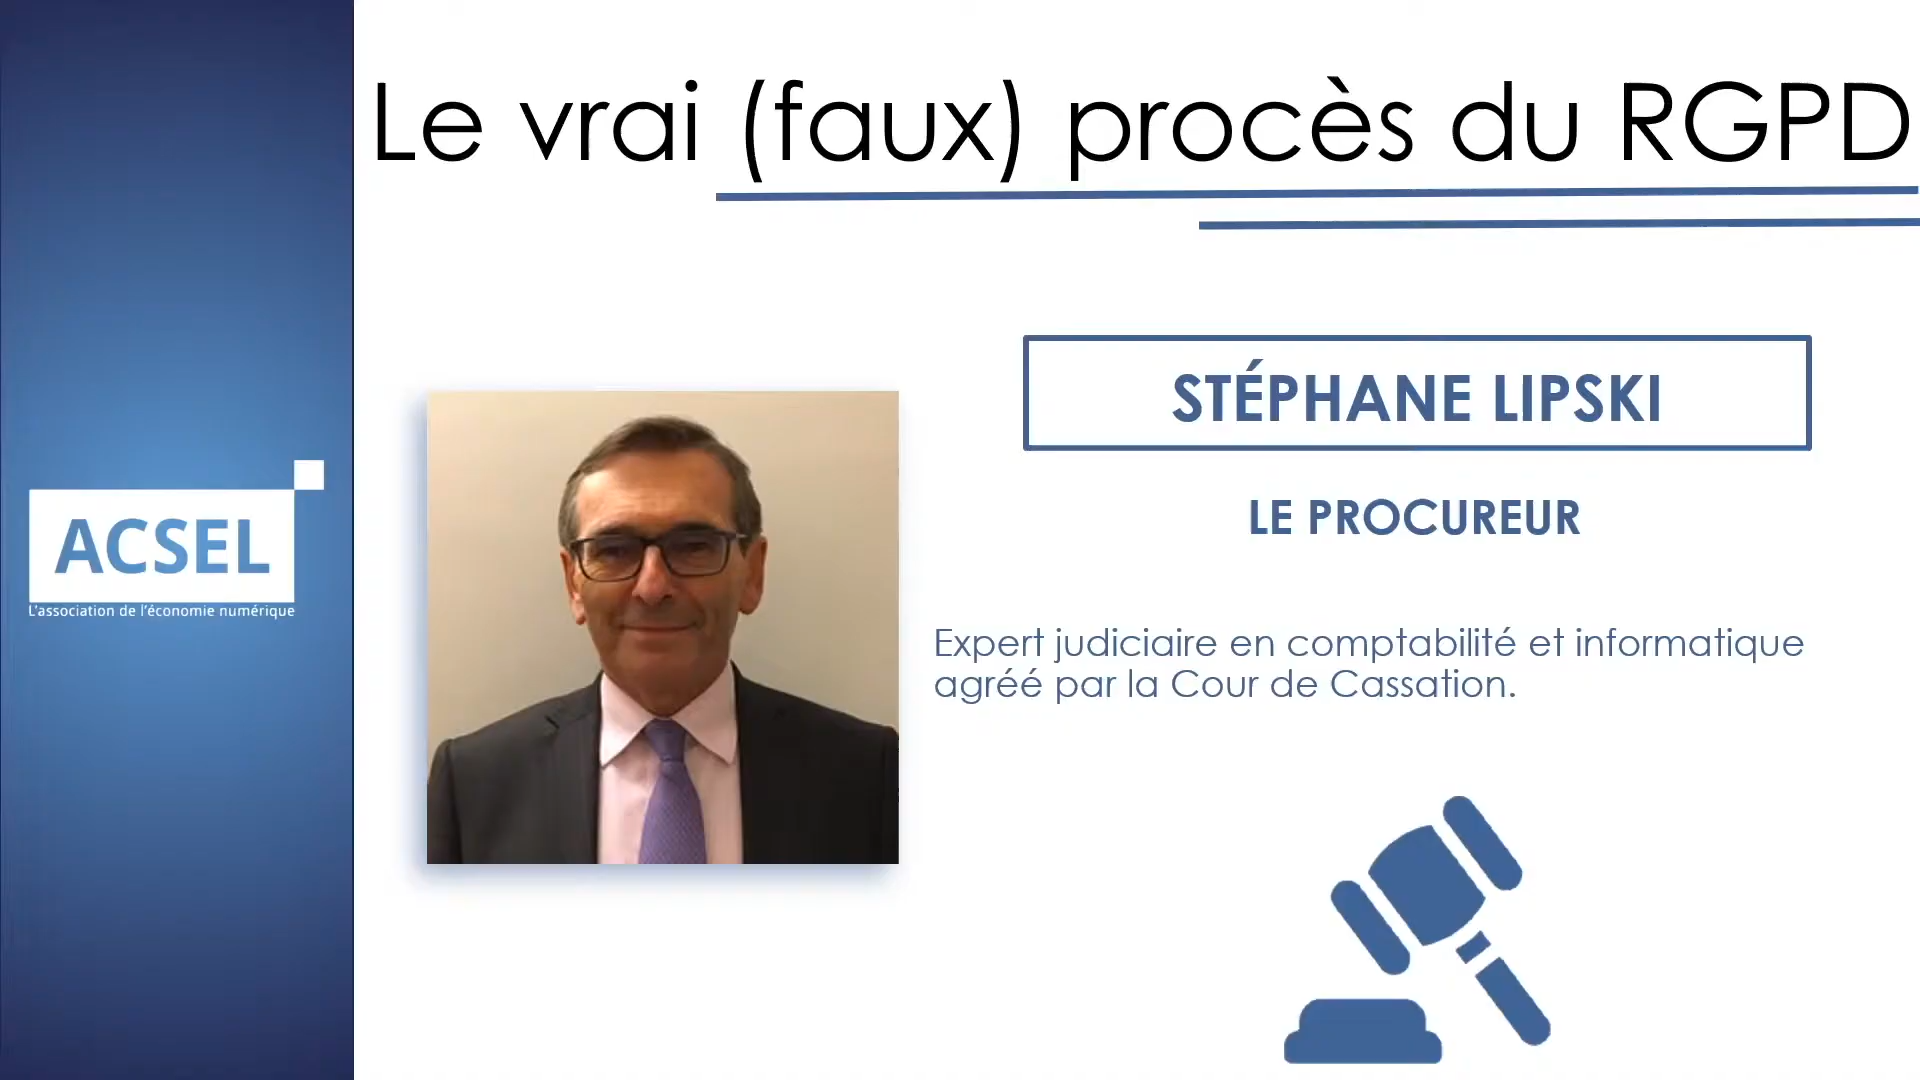 Le vrai (faux) procès du RGPD
STÉPHANE LIPSKI
LE PROCUREUR
Expert judiciaire en comptabilité et informatique
agréé par la Cour de Cassation.
ACSEL
L'association de l'économie numérique